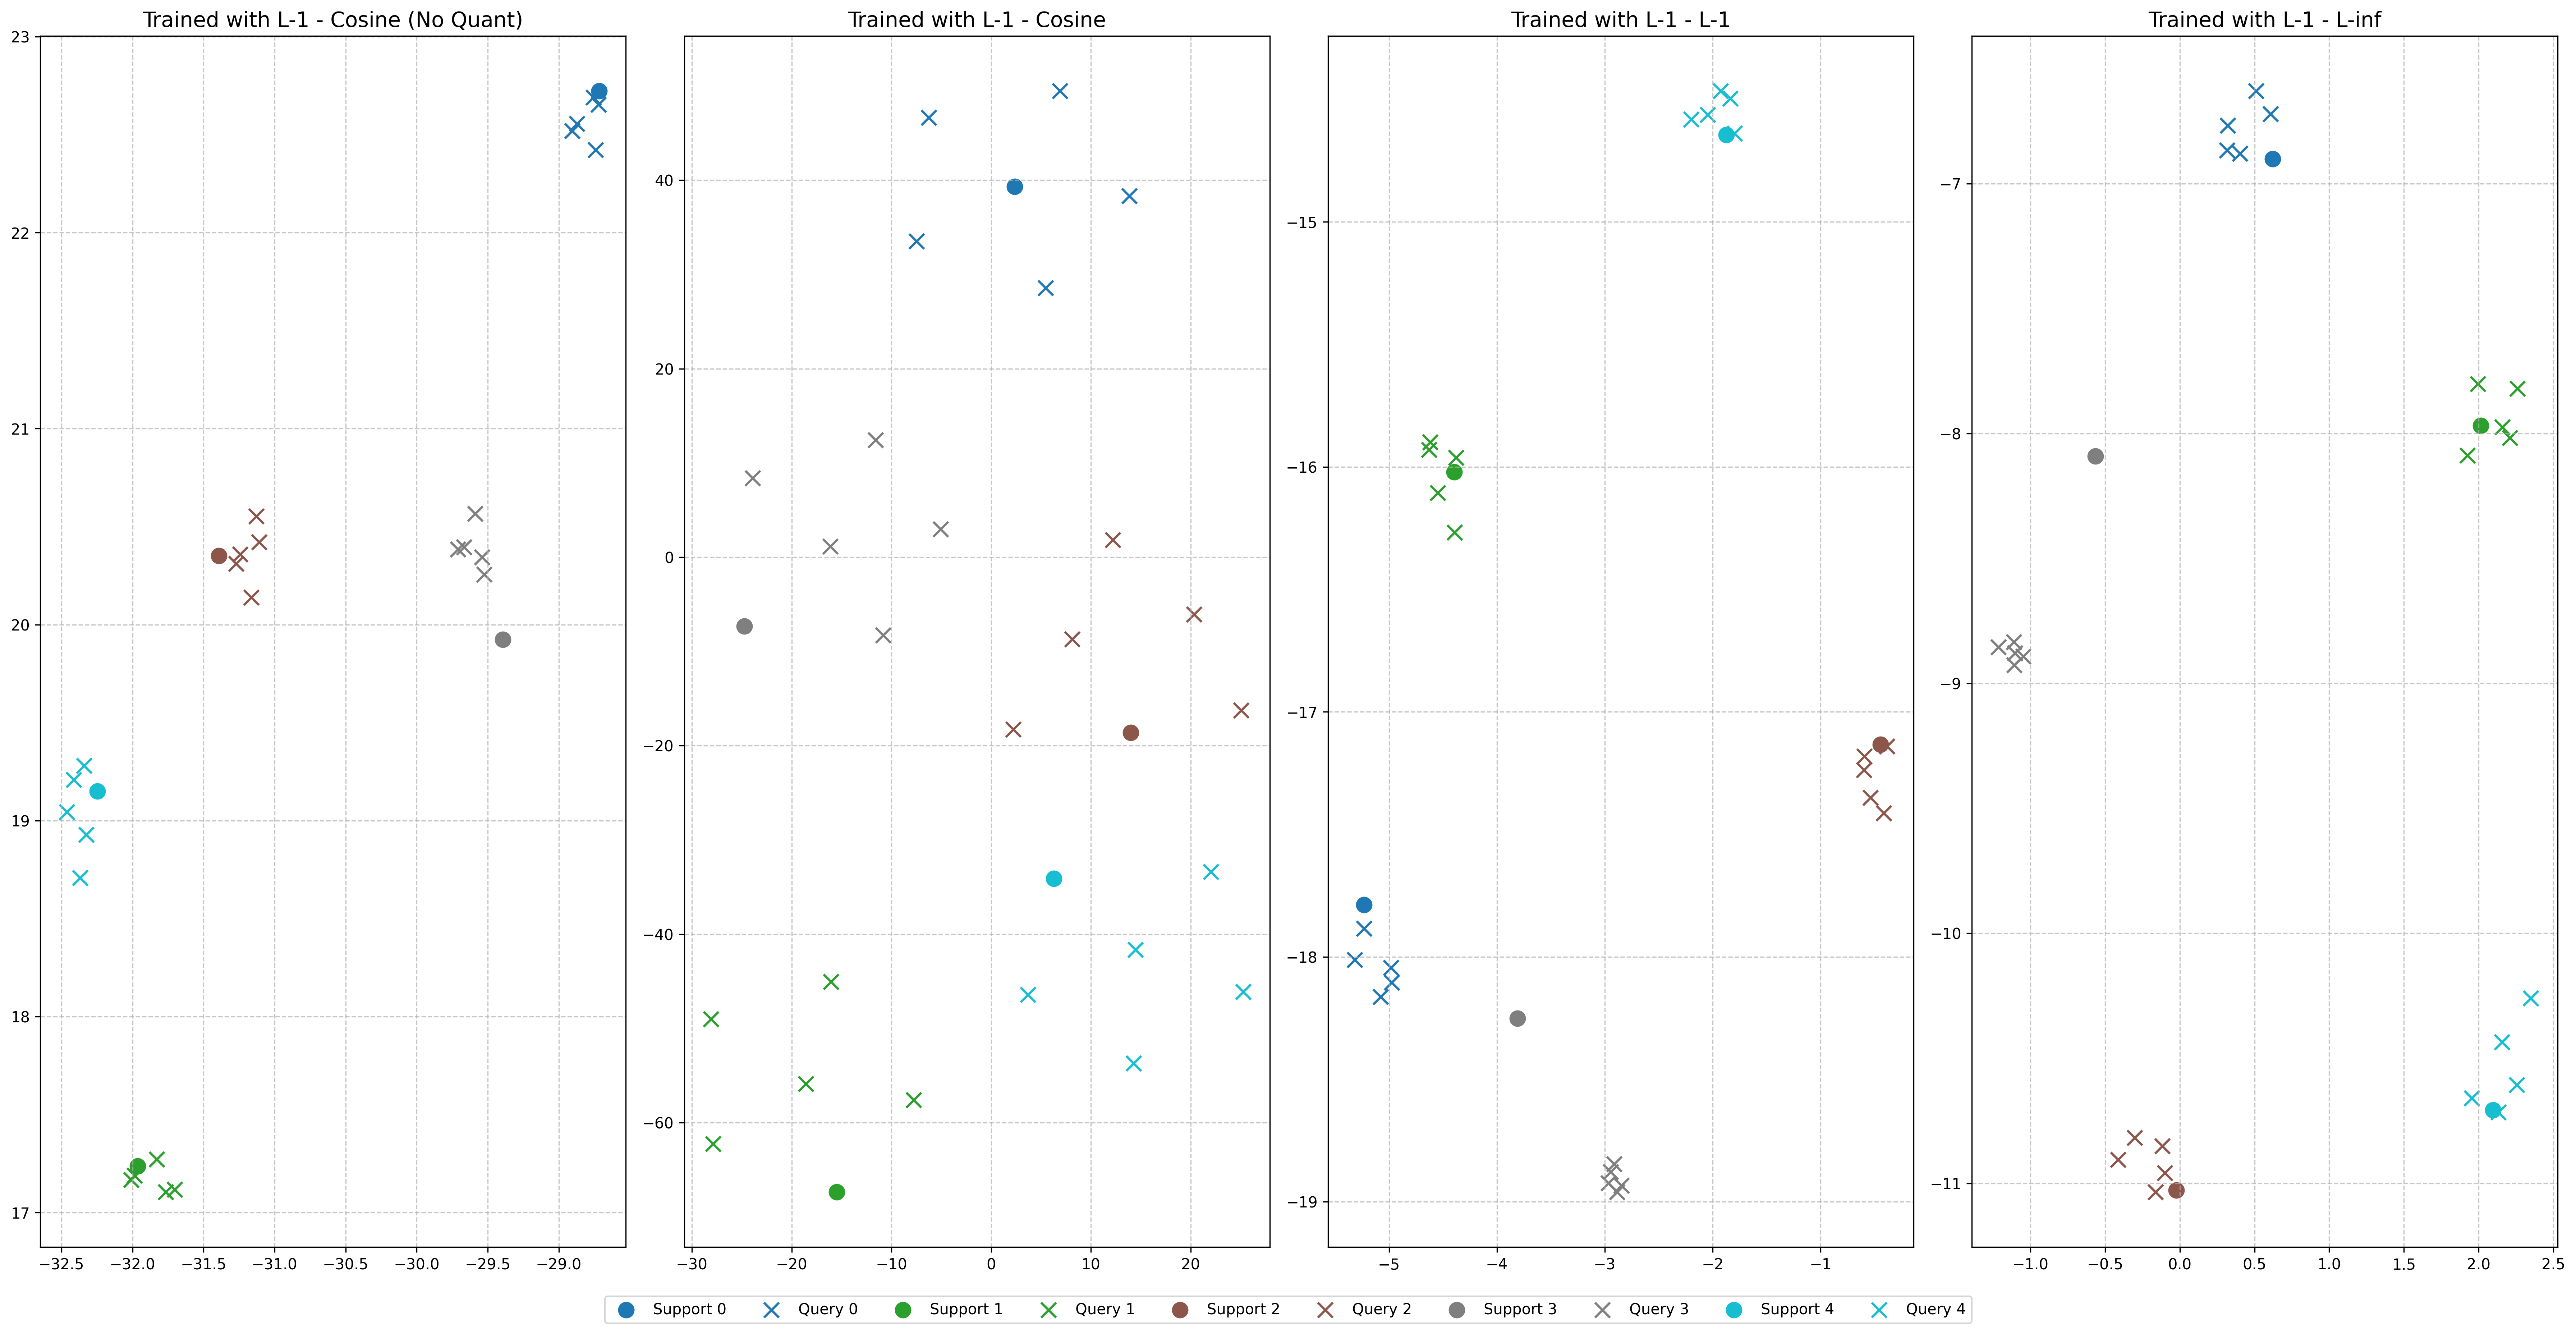 Trained with L-1 - Cosine (No Quant)
23
22
21
20
19
18
17
−32.5 −32.0 −31.5 −31.0 −30.5 −30.0 −29.5 −29.0
Trained with L-1 - Cosine
40
20
0
−20
−40
−60
−30 −20 −10 0 10 20
Trained with L-1 - L-1
−15
−16
−17
−18
−19
−5 −4 −3 −2 −1
Trained with L-1 - L-inf
−7
−8
−9
−10
−11
−1.0 −0.5 0.0 0.5 1.0 1.5 2.0 2.5
Support 0 Query 0 Support 1 Query 1 Support 2 Query 2 Support 3 Query 3 Support 4 Query 4